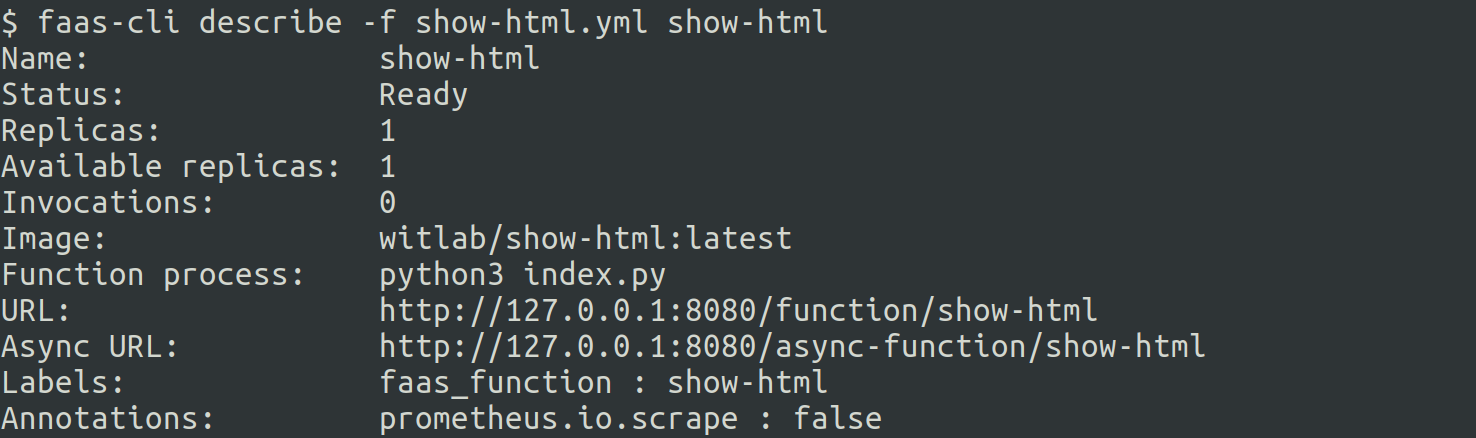 $ faas-cli describe -f show-html.yml show-html
Name: show-html
Status: Ready
Replicas: 1
Available replicas: 1
Invocations: 0
Image: witlab/show-html:latest
Function process: python3 index.py
URL: http://127.0.0.1:8080/function/show-html
Async URL: http://127.0.0.1:8080/async-function/show-html
Labels: faas_function : show-html
Annotations: prometheus.io.scrape : false